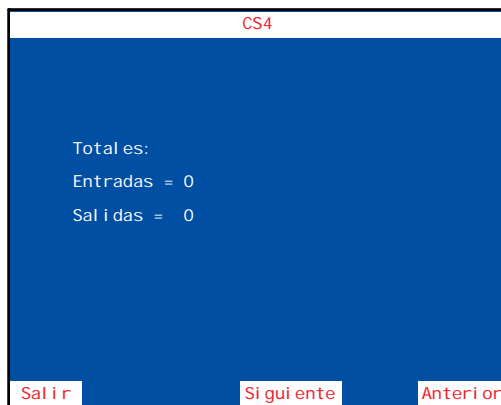 CS4
Totales:
Entradas = 0
Salidas = 0
Salir Siguiente Anterior